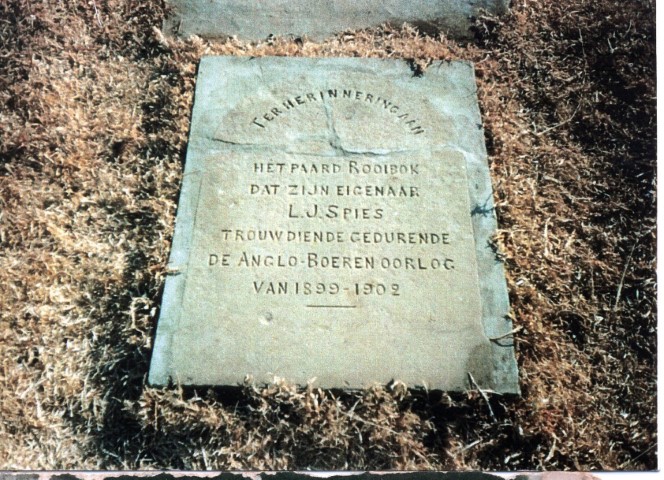 TER HERINNERING AAN
HET PAARD ROOIBOK
DAT ZIJN EIGENAAR
L.J. SPIES
TROUW DIENDE GEDURENDE
DE ANGLO-BOEREN OORLOG
VAN 1899-1902